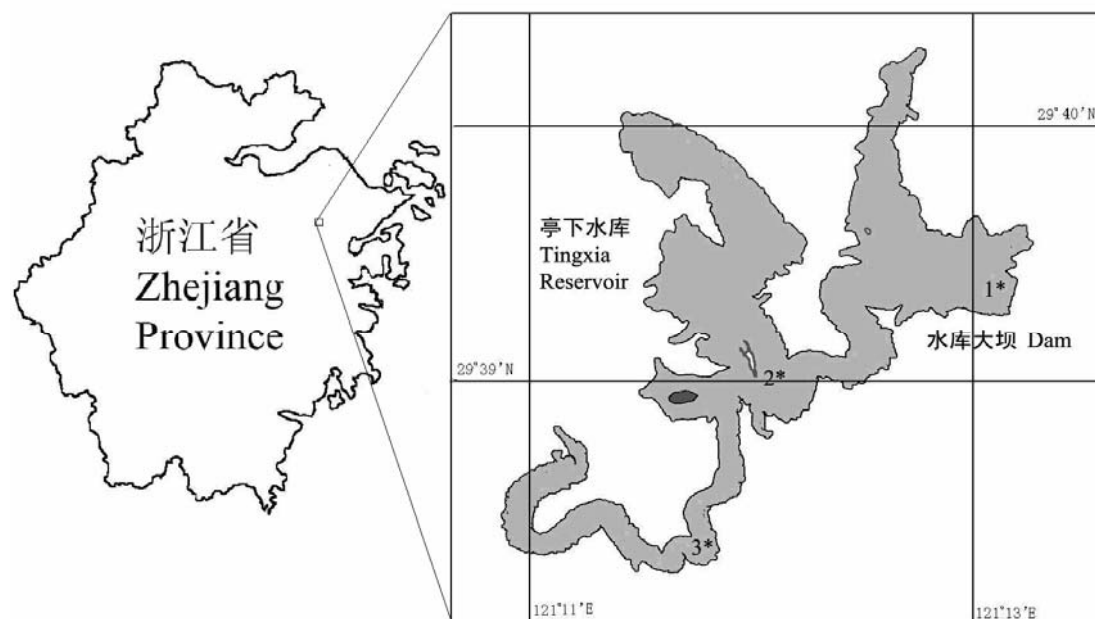 浙江省
Zhejiang
Province
29°40'N
亭下水库
Tingxia
Reservoir
1*
水库大坝 Dam
29°39'N
2*
3*
121°11'E
121°13'E